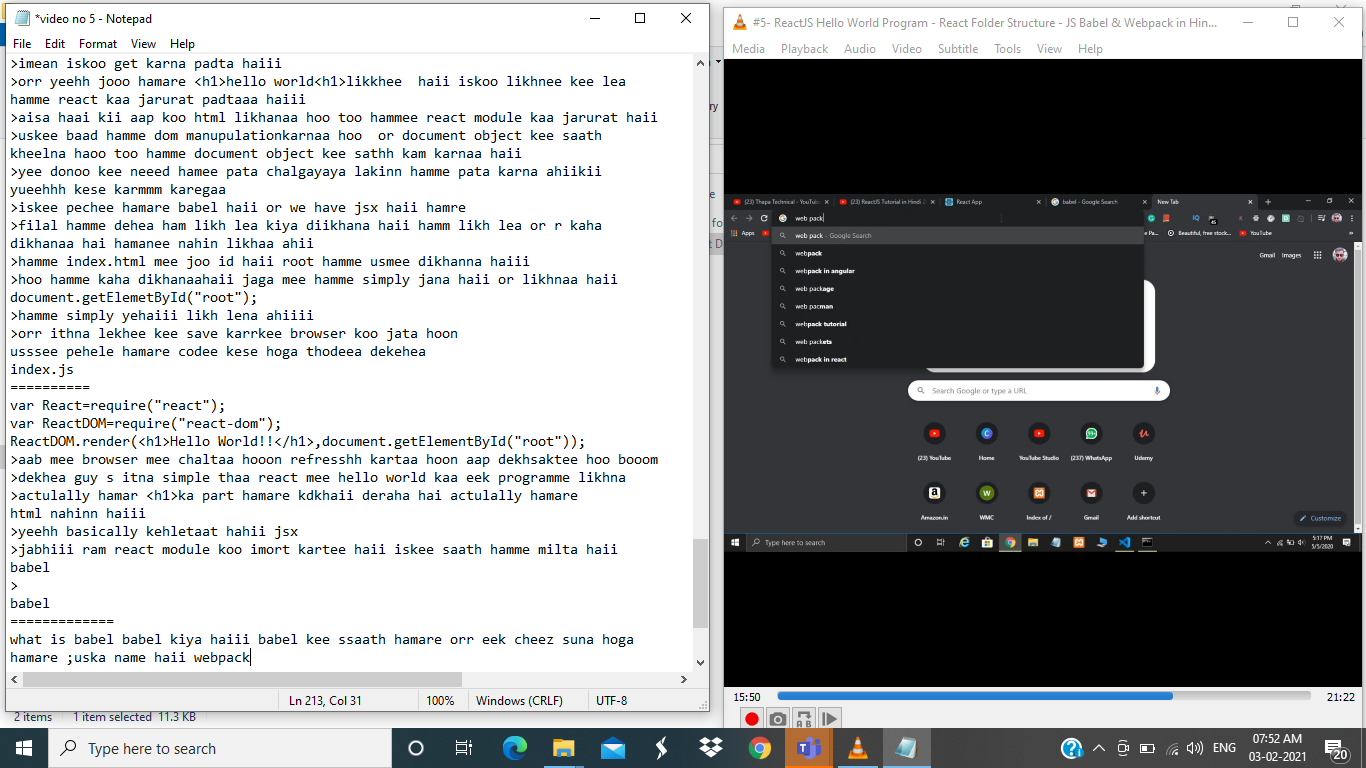 *video no 5 - Notepad
File Edit Format View Help
>imean iskoo get karna padta haiii
>orr yeehh jooo hamare <h1>hello world<h1>likkhee  haii iskoo likhnee kee lea
hamme react kaa jarurat padtaaa haiii
>aisa haai kii aap koo html likhanaa hoo too hammee react module kaa jarurat haii
>uskee baad hamme dom manupulationkarnaa hoo  or document object kee saath
kheelna haoo too hamme document object kee sathh kam karnaa haii
>yee donoo kee neeed hamee pata chalgayaya lakinn hamme pata karna ahiikii
yueehhh kese karmmm karegaa
>iskee pechee hamare babel haii or we have jsx haii hamre
>filal hamme dehea ham likh lea kiya diikhana haii hamm likh lea or r kaha
dikhanaa hai hamanee nahin likhaa ahii
>hamme index.html mee joo id haii root hamme usmee dikhanna haiii
>hoo hamme kaha dikhanaahaii jaga mee hamme simply jana haii or likhnaa haii
document.getElemetById("root");
>hamme simply yehaiii likh lena ahiiii
>orr ithna lekhee kee save karrkee browser koo jata hoon
usssee pehele hamare codee kese hoga thodeea dekehea
index.js
==========
var React=require("react");
var ReactDOM=require("react-dom");
ReactDOM.render(<h1>Hello World!!</h1>,document.getElementById("root"));
>aab mee browser mee chaltaa hooon refresshh kartaa hoon aap dekhsaktee hoo booom
>dekhea guy s itna simple thaa react mee hello world kaa eek programme likhna
>actulally hamar <h1>ka part hamare kdkhaii deraha hai actulally hamare
html nahinn haiii
>yeehh basically kehletaat hahii jsx
>jabhiii ram react module koo imort kartee haii iskee saath hamme milta haii
babel
>
babel
=============
what is babel babel kiya haiii babel kee ssaath hamare orr eek cheez suna hoga
hamare ;uska name haii webpack
Ln 213, Col 31 100% Windows (CRLF) UTF-8
2 items 1 item selected 11.3 KB
#5- ReactJS Hello World Program - React Folder Structure - JS Babel & Webpack in Hin...
Media Playback Audio Video Subtitle Tools View Help
(23) Thapa Technical - YouTub (23) ReactJS Tutorial in Hindi React App babel - Google Search New Tab
web pack
Apps
Beautiful, free stock... YouTube
web pack - Google Search
webpack
webpack in angular
web package
web pacman
webpack tutorial
web packets
webpack in react
Gmail Images
Search Google or type a URL
(23) YouTube Home YouTube Studio (237) WhatsApp Udemy
Amazon.in WMC Index of / Gmail Add shortcut
Customize
Type here to search
5:17 PM
5/5/2020
15:50 21:22
Type here to search
ENG
07:52 AM
03-02-2021
20